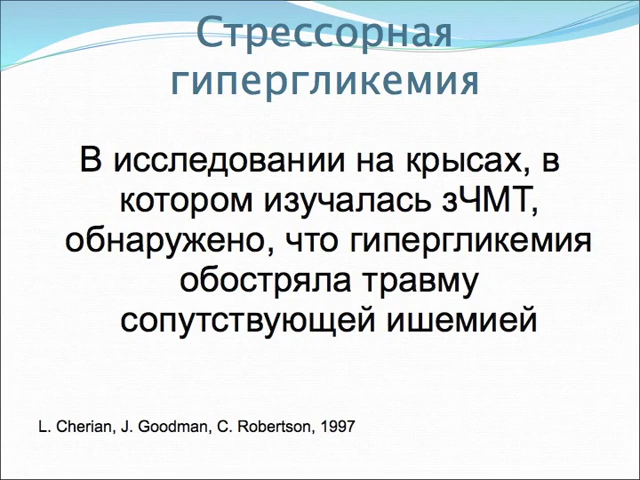 Стрессорная
гипергликемия
В исследовании на крысах, в
котором изучалась зЧМТ,
обнаружено, что гипергликемия
обостряла травму
сопутствующей ишемией
L. Cherian, J. Goodman, C. Robertson, 1997